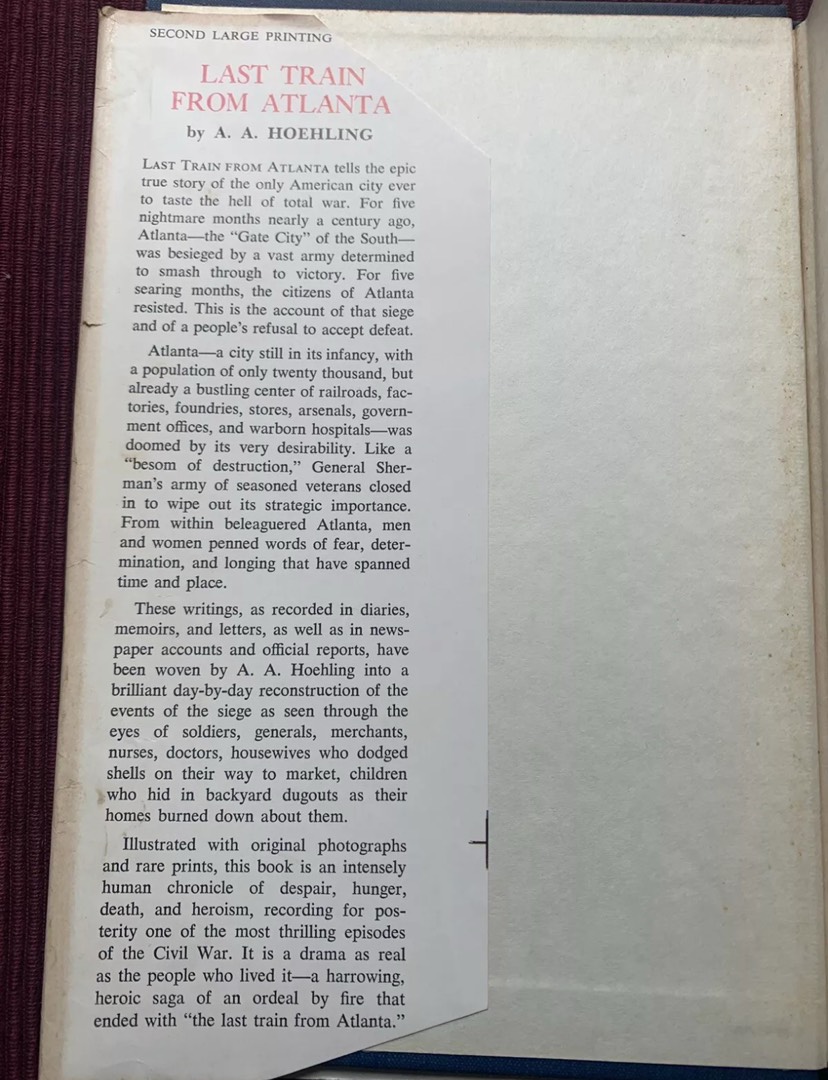 SECOND LARGE PRINTING
LAST TRAIN
FROM ATLANTA
by A. A. HOEHLING
LAST TRAIN FROM ATLANTA tells the epic
true story of the only American city ever
to taste the hell of total war. For five
nightmare months nearly a century ago,
Atlanta—the “Gate City” of the South—
was besieged by a vast army determined
to smash through to victory. For five
searing months, the citizens of Atlanta
resisted. This is the account of that siege
and of a people’s refusal to accept defeat.
Atlanta—a city still in its infancy, with
a population of only twenty thousand, but
already a bustling center of railroads, fac-
tories, foundries, stores, arsenals, govern-
ment offices, and warborn hospitals—was
doomed by its very desirability. Like a
“besom of destruction,” General Sher-
man’s army of seasoned veterans closed
in to wipe out its strategic importance.
From within beleaguered Atlanta, men
and women penned words of fear, deter-
mination, and longing that have spanned
time and place.
These writings, as recorded in diaries,
memoirs, and letters, as well as in news-
paper accounts and official reports, have
been woven by A. A. Hoehling into a
brilliant day-by-day reconstruction of the
events of the siege as seen through the
eyes of soldiers, generals, merchants,
nurses, doctors, housewives who dodged
shells on their way to market, children
who hid in backyard dugouts as their
homes burned down about them.
Illustrated with original photographs
and rare prints, this book is an intensely
human chronicle of despair, hunger,
death, and heroism, recording for pos-
terity one of the most thrilling episodes
of the Civil War. It is a drama as real
as the people who lived it—a harrowing,
heroic saga of an ordeal by fire that
ended with “the last train from Atlanta.”